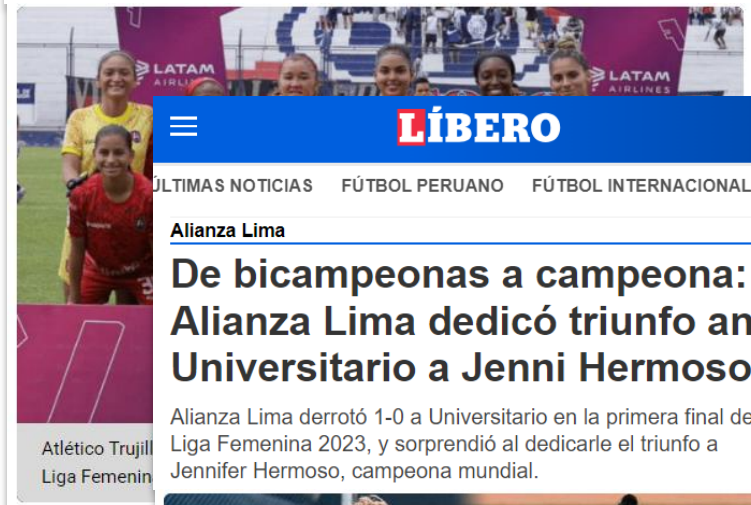 LATAM
AIRLINES
LATAM
AIRLINES
LÍBERO
ÚLTIMAS NOTICIAS FÚTBOL PERUANO FÚTBOL INTERNACIONAL
Alianza Lima
De bicampeonas a campeona:
Alianza Lima dedicó triunfo an
Universitario a Jenni Hermoso
Alianza Lima derrotó 1-0 a Universitario en la primera final de
Liga Femenina 2023, y sorprendió al dedicarle el triunfo a
Jennifer Hermoso, campeona mundial.
Atlético Trujill
Liga Femenin